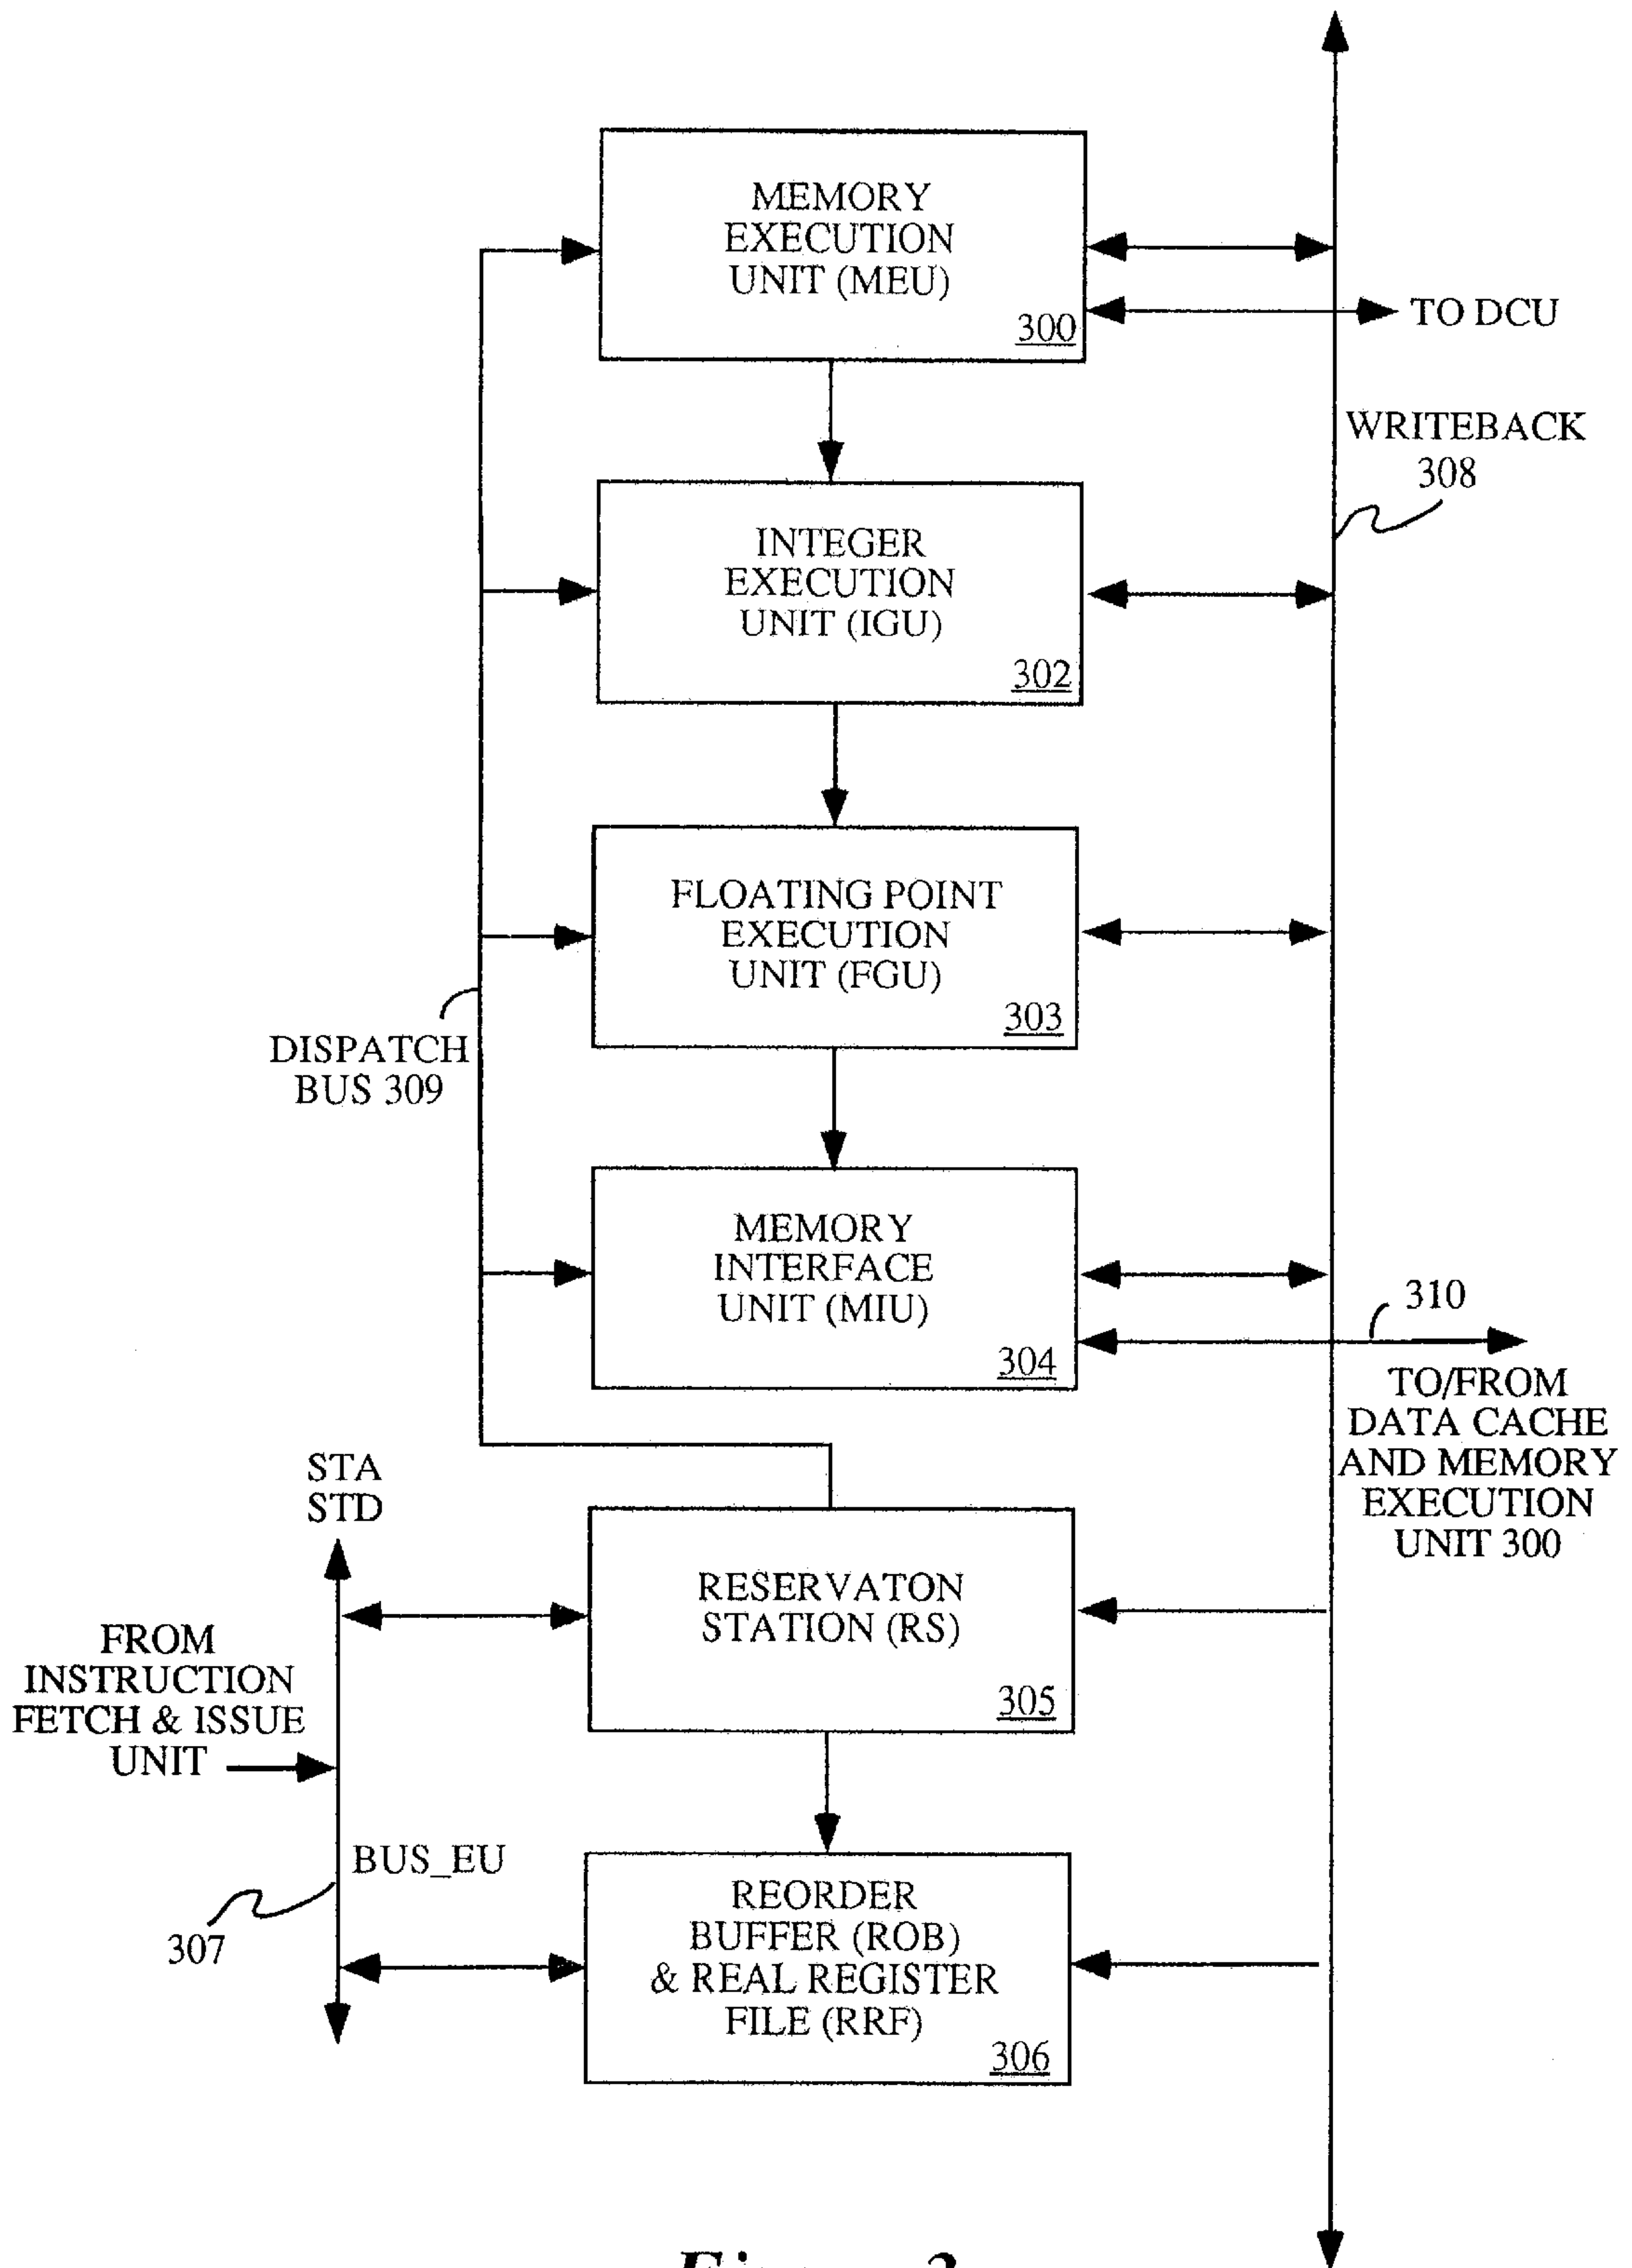 MEMORY
EXECUTION
UNIT (MEU)
300
TO DCU
WRITEBACK
308
INTEGER
EXECUTION
UNIT (IGU)
302
FLOATING POINT
EXECUTION
UNIT (FGU)
303
DISPATCH
BUS 309
MEMORY
INTERFACE
UNIT (MIU)
304
310
TO/FROM
DATA CACHE
AND MEMORY
EXECUTION
UNIT 300
STA
STD
RESERVATON
STATION (RS)
305
FROM
INSTRUCTION
FETCH & ISSUE
UNIT
BUS_EU
307
REORDER
BUFFER (ROB)
& REAL REGISTER
FILE (RRF)
306
Figure 3